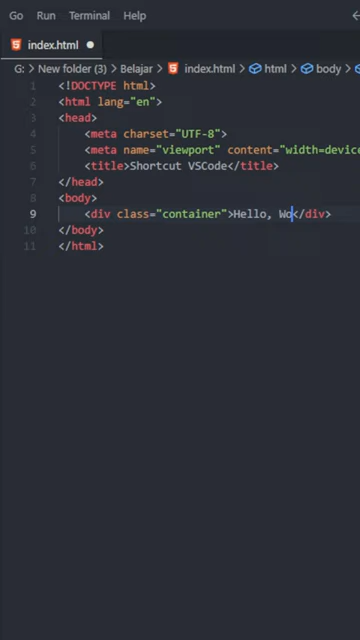 Go Run Terminal Help
index.html
G: > New folder (3) > Belajar > index.html > html > body >
1 <!DOCTYPE html>
2 <html lang="en">
3 <head>
4 <meta charset="UTF-8">
5 <meta name="viewport" content="width=device
6 <title>Shortcut VSCode</title>
7 </head>
8 <body>
9 <div class="container">Hello, Wo</div>
10 </body>
11 </html>